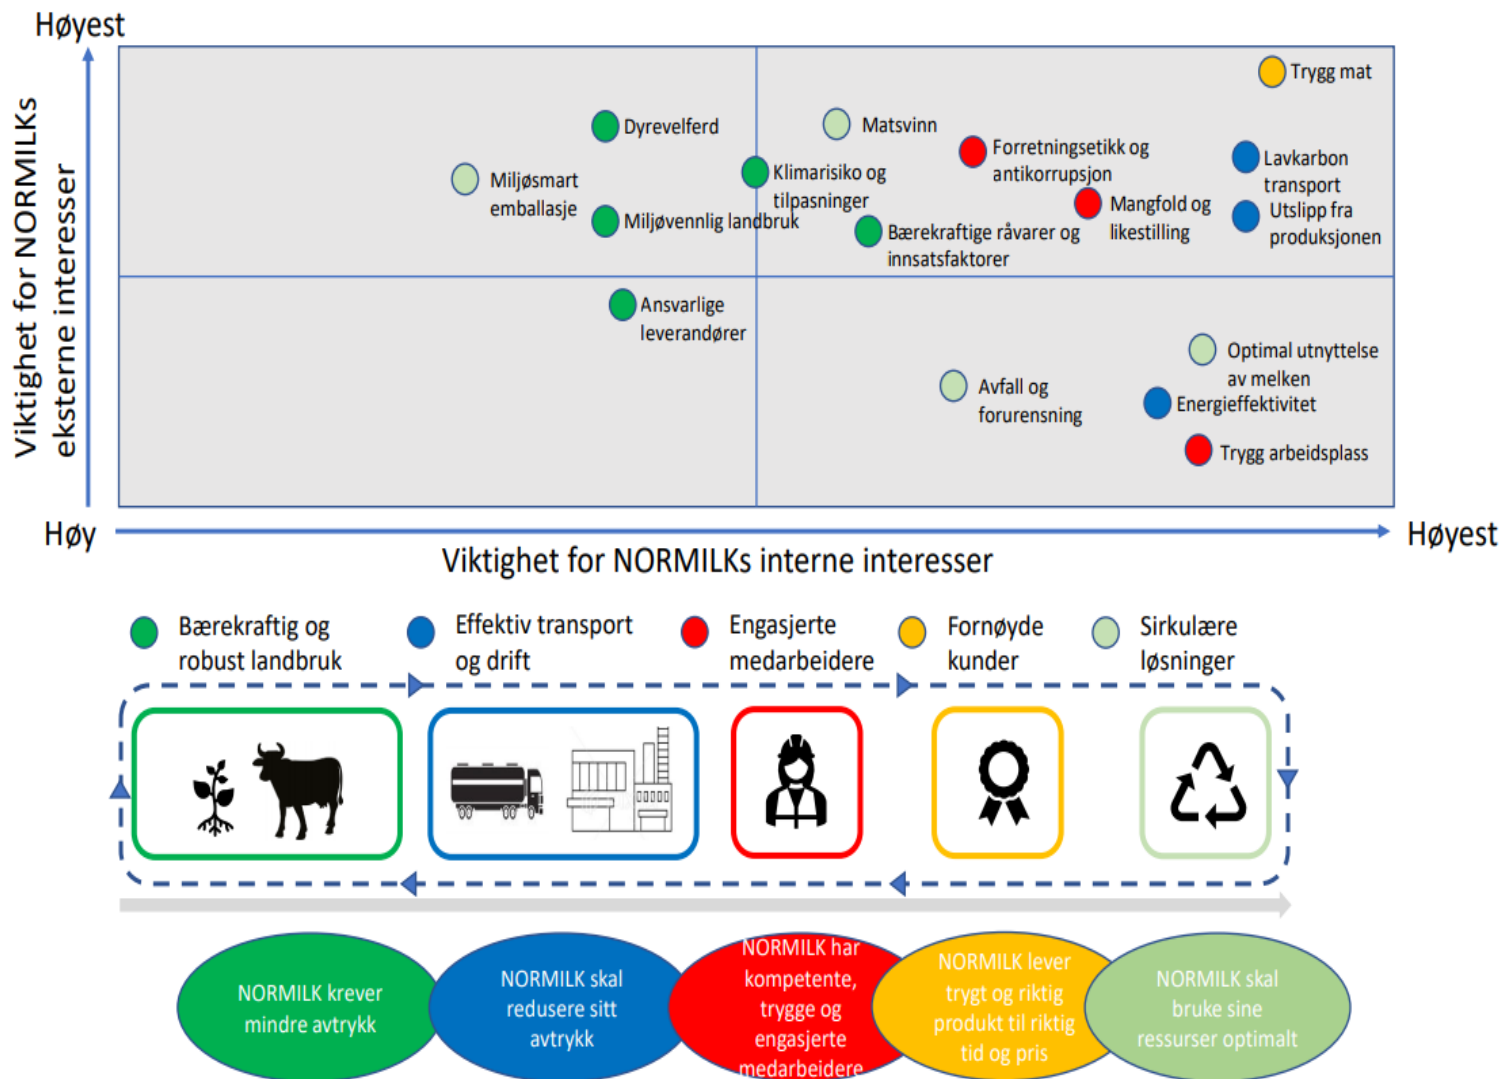 Høyest
Viktighet for NORMILKs
eksterne interesser
Trygg mat
Dyrevelferd
Matsvinn
Forretningsetikk og
antikorrupsjon
Lavkarbon
transport
Miljøsmart
emballasje
Klimarisiko og
tilpasninger
Mangfold og
likestilling
Utslipp fra
produksjonen
Miljøvennlig landbruk
Bærekraftige råvarer og
innsatsfaktorer
Ansvarlige
leverandører
Optimal utnyttelse
av melken
Avfall og
forurensning
Energieffektivitet
Trygg arbeidsplass
Høy
Høyest
Viktighet for NORMILKs interne interesser
Bærekraftig og
robust landbruk
Effektiv transport
og drift
Engasjerte
medarbeidere
Fornøyde
kunder
Sirkulære
løsninger
NORMILK krever
mindre avtrykk
NORMILK skal
redusere sitt
avtrykk
NORMILK har
kompetente,
trygge og
engasjerte
medarbeidere
NORMILK lever
trygt og riktig
produkt til riktig
tid og pris
NORMILK skal
bruke sine
ressurser optimalt